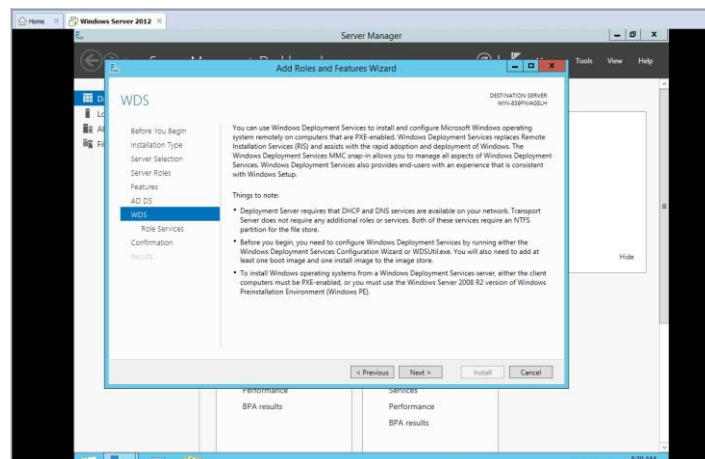 Home
Windows Server 2012
Server Manager
Tools View Help
Add Roles and Features Wizard
WDS
DESTINATION SERVER
Before You Begin
Installation Type
Server Selection
Server Roles
Features
AD DS
WDS
Role Services
Confirmation
Results
You can use Windows Deployment Services to install and configure Microsoft Windows operating
system remotely on computers that are PXE-enabled. Windows Deployment Services replaces Remote
Installation Services (RIS) and assists with the rapid adoption and deployment of Windows. The
Windows Deployment Services MMC snap-in allows you to manage all aspects of Windows Deployment
Services. Windows Deployment Services also provides end-users with an experience that is consistent
with Windows Setup.
Things to note:
• Deployment Server requires that DHCP and DNS services are available on your network. Transport
Server does not require any additional roles or services. Both of these services require an NTFS
partition for the file store.
• Before you begin, you need to configure Windows Deployment Services by running either the
Windows Deployment Services Configuration Wizard or WDSUtil.exe. You will also need to add at
least one boot image and one install image to the image store.
• To install Windows operating systems from a Windows Deployment Services server, either the client
computers must be PXE-enabled, or you must use the Windows Server 2008 R2 version of Windows
Preinstallation Environment (Windows PE).
Hide
< Previous Next > Install Cancel
Performance
BPA results
Services
Performance
BPA results